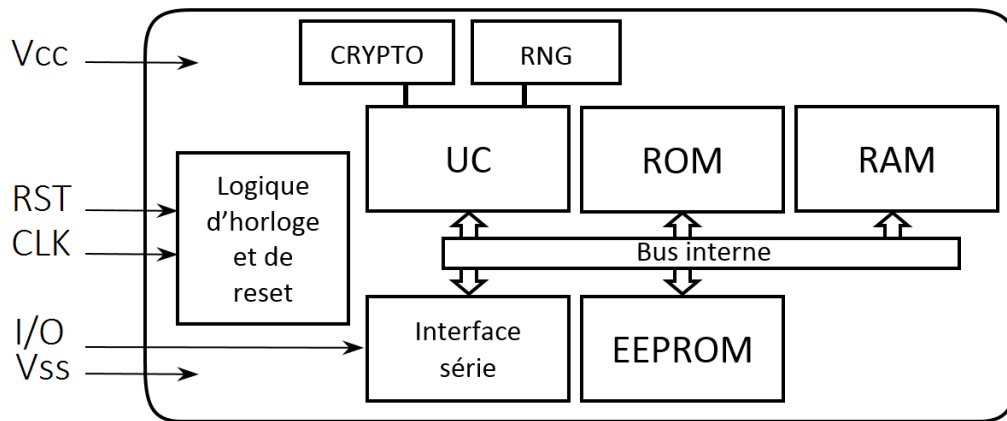 Vcc
CRYPTO
RNG
UC
ROM
RAM
RST
CLK
Logique
d’horloge
et de
reset
Bus interne
I/O
Vss
Interface
série
EEPROM